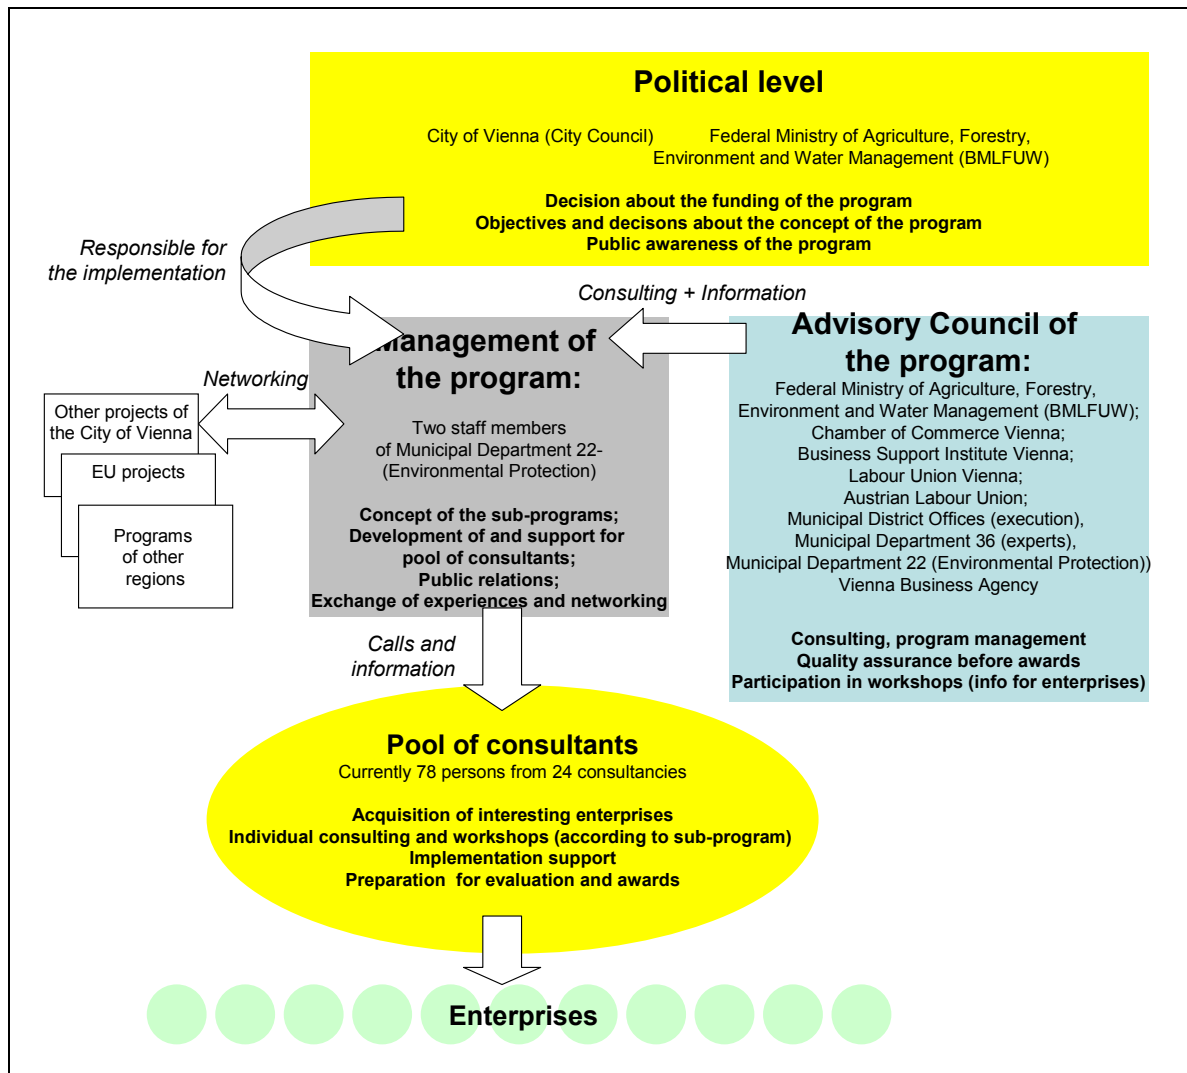 Political level
City of Vienna (City Council) Federal Ministry of Agriculture, Forestry,
Environment and Water Management (BMLFUW)
Decision about the funding of the program
Objectives and decisons about the concept of the program
Public awareness of the program
Responsible for
the implementation
Consulting + Information
Management of
the program:
Two staff members
of Municipal Department 22-
(Environmental Protection)
Concept of the sub-programs;
Development of and support for
pool of consultants;
Public relations;
Exchange of experiences and networking
Advisory Council of
the program:
Federal Ministry of Agriculture, Forestry,
Environment and Water Management (BMLFUW);
Chamber of Commerce Vienna;
Business Support Institute Vienna;
Labour Union Vienna;
Austrian Labour Union;
Municipal District Offices (execution),
Municipal Department 36 (experts),
Municipal Department 22 (Environmental Protection))
Vienna Business Agency
Consulting, program management
Quality assurance before awards
Participation in workshops (info for enterprises)
Networking
Other projects of
the City of Vienna
EU projects
Programs
of other
regions
Calls and
information
Pool of consultants
Currently 78 persons from 24 consultancies
Acquisition of interesting enterprises
Individual consulting and workshops (according to sub-program)
Implementation support
Preparation for evaluation and awards
Enterprises